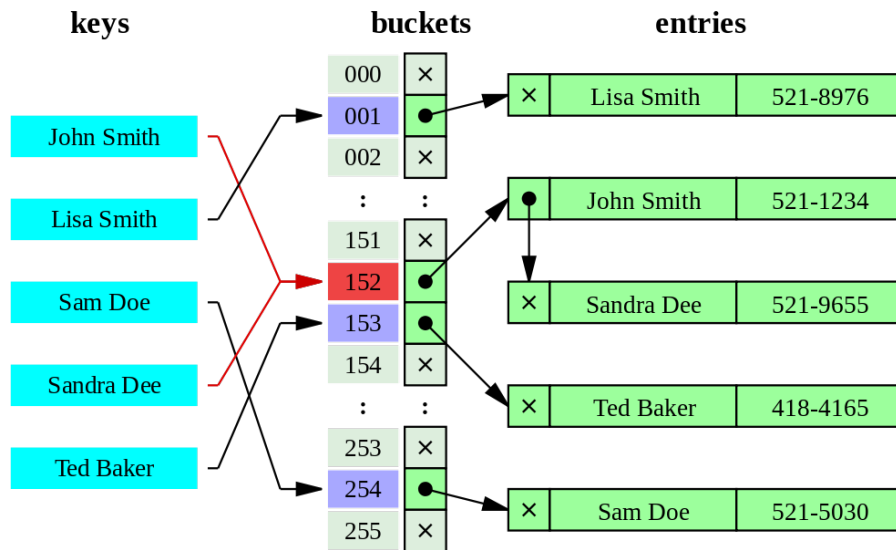 keys
buckets
entries
John Smith
Lisa Smith
Sam Doe
Sandra Dee
Ted Baker
000 ×
001
002 ×
: :
151 ×
152
153
154 ×
: :
253 ×
254
255 ×
× Lisa Smith 521-8976
John Smith 521-1234
× Sandra Dee 521-9655
× Ted Baker 418-4165
× Sam Doe 521-5030